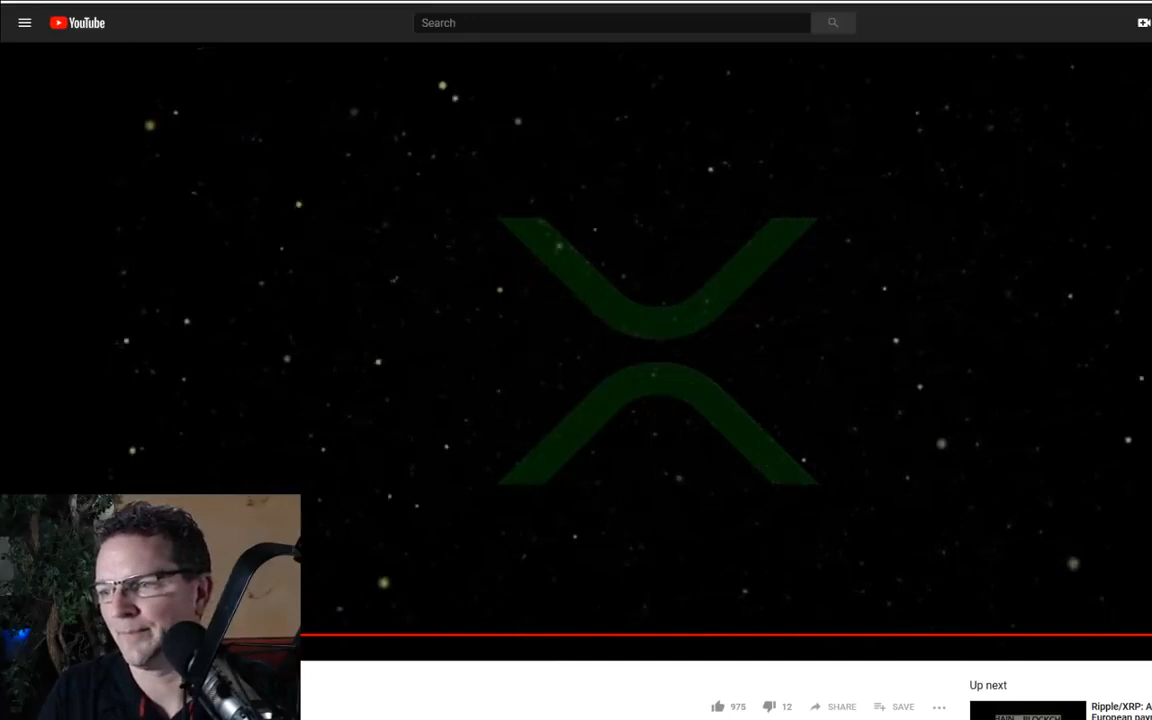 YouTube
Search
975 12 SHARE SAVE
Up next
Ripple/XRP: A
European pay